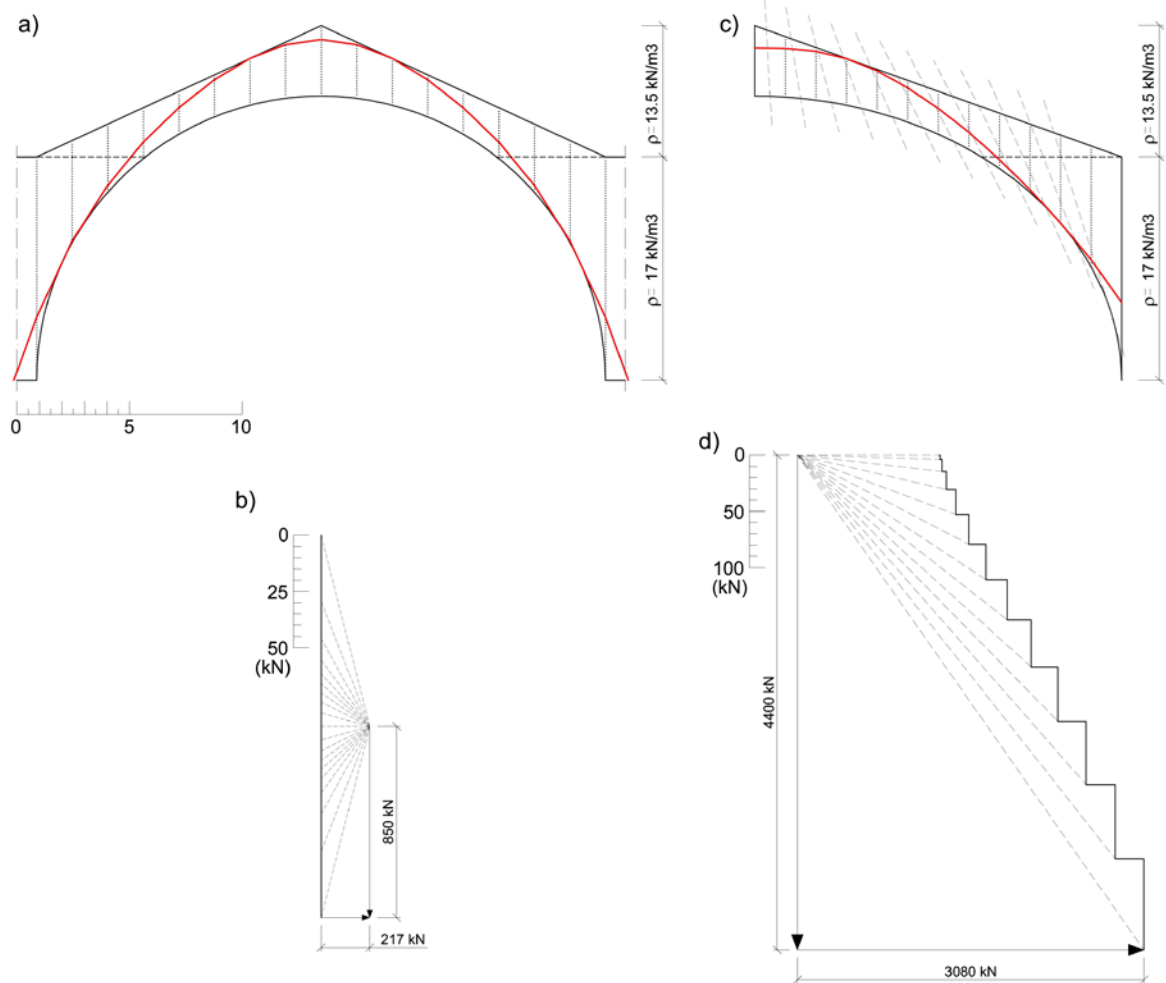 a)
ρ= 13.5 kN/m3
ρ= 17 kN/m3
0
5
10
b)
0
25
50
(kN)
850 kN
217 kN
c)
ρ= 13.5 kN/m3
ρ= 17 kN/m3
d)
0
50
100
(kN)
4400 kN
3080 kN